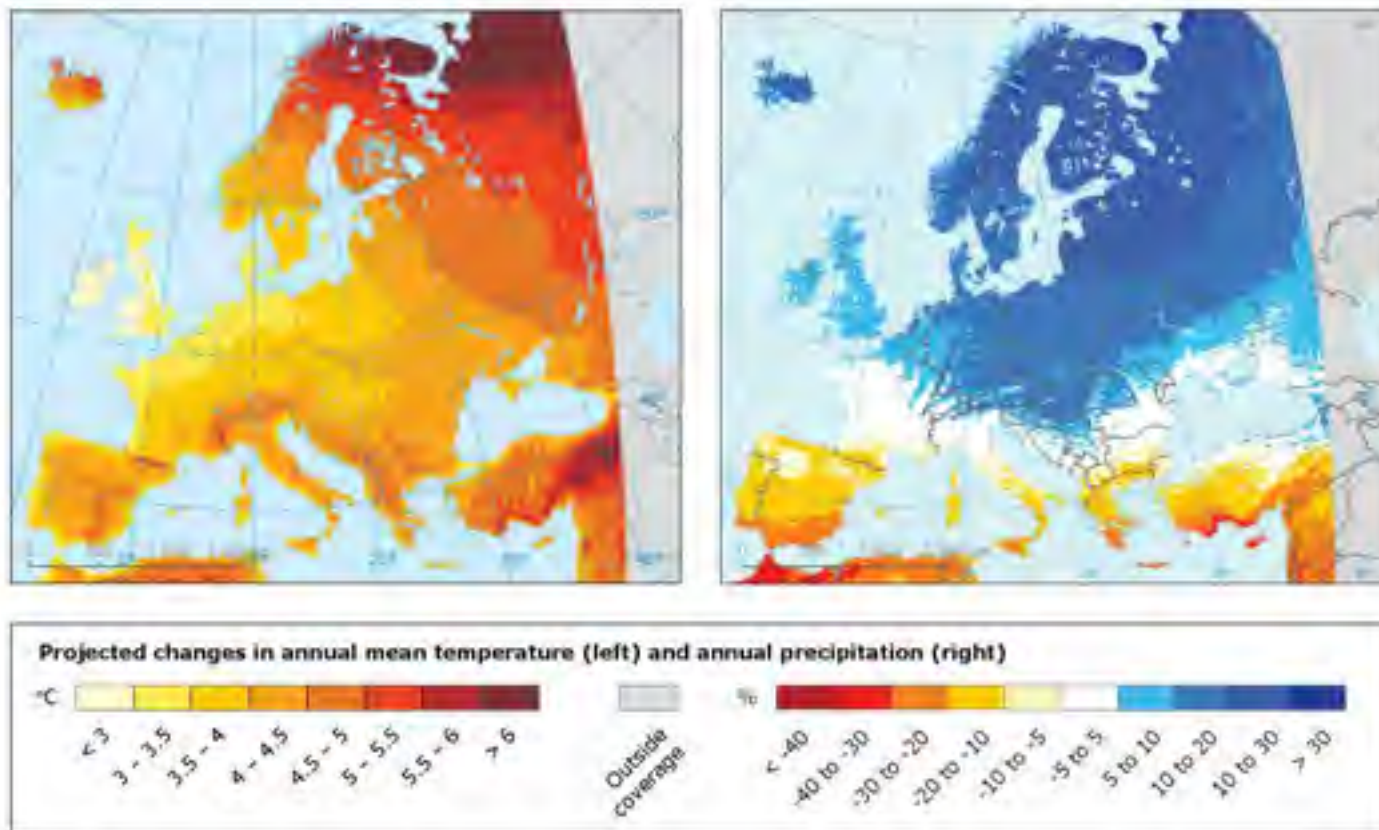 Projected changes in annual mean temperature (left) and annual precipitation (right)
°C
< 3
3 – 3.5
3.5 – 4
4 – 4.5
4.5 – 5
5 – 5.5
5.5 – 6
> 6
Outside
coverage
%
< -40
-40 to -30
-30 to -20
-20 to -10
-10 to -5
-5 to 5
5 to 10
10 to 20
10 to 30
> 30